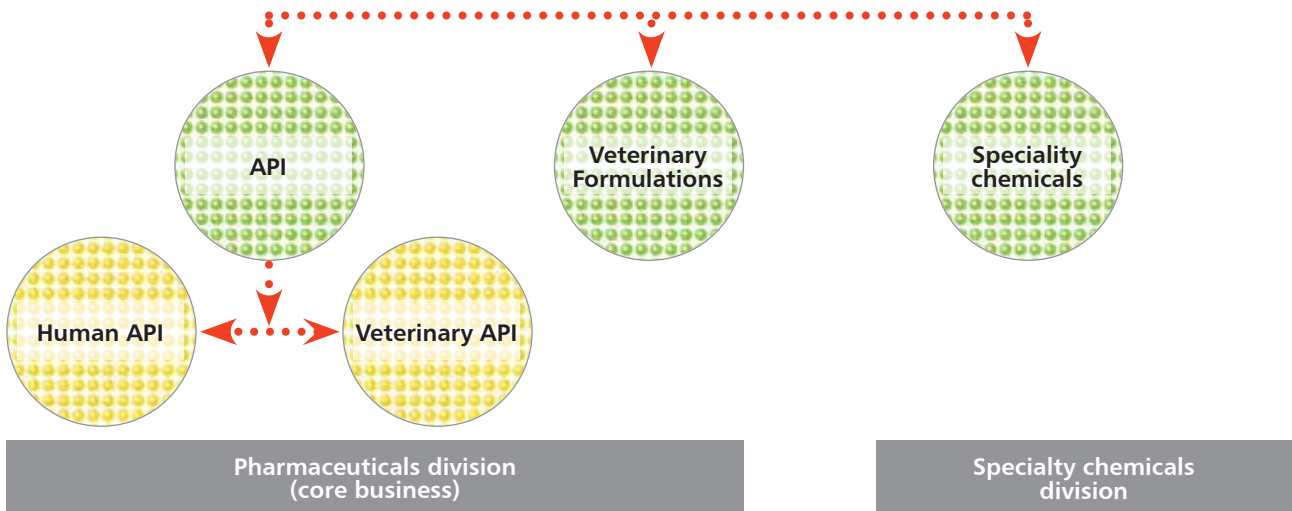 API
Veterinary
Formulations
Speciality
chemicals
Human API
Veterinary API
Pharmaceuticals division
(core business)
Specialty chemicals
division